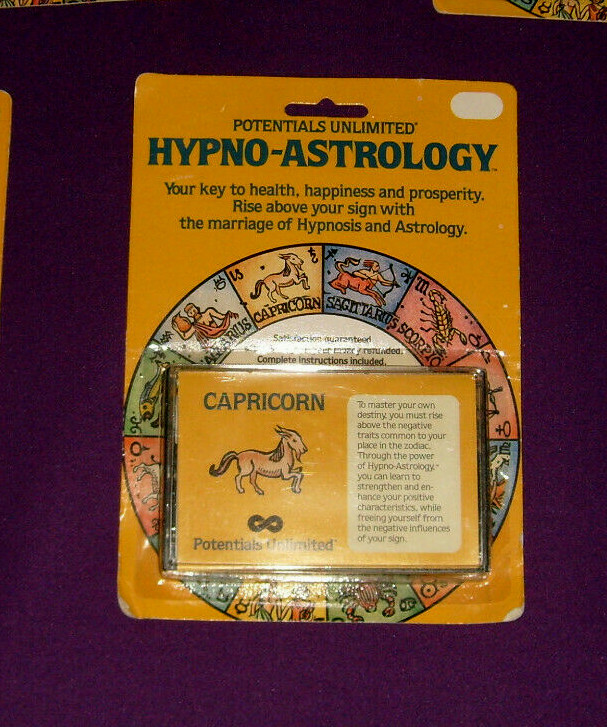 POTENTIALS UNLIMITED®
HYPNO-ASTROLOGY™
Your key to health, happiness and prosperity.
Rise above your sign with
the marriage of Hypnosis and Astrology.
CAPRICORN
SAGITTARIUS
SCORPIO
Satisfaction guaranteed
refunded.
Complete instructions included.
CAPRICORN
Potentials Unlimited®
To master your own
destiny, you must rise
above the negative
traits common to your
place in the zodiac.
Through the power
of Hypno-Astrology,™
you can learn to
strengthen and en-
hance your positive
characteristics, while
freeing yourself from
the negative influences
of your sign.